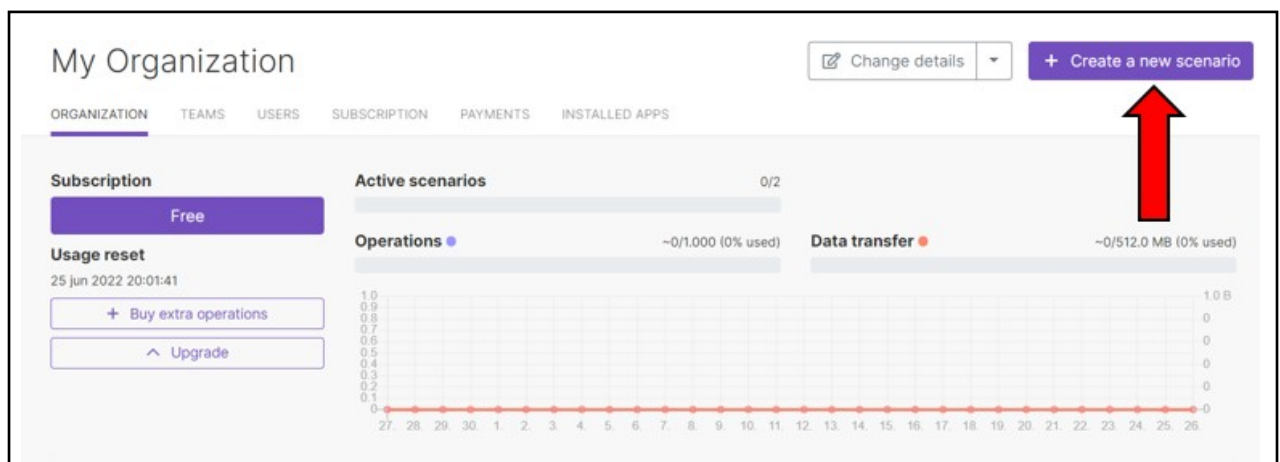 My Organization
Change details
+ Create a new scenario
ORGANIZATION TEAMS USERS SUBSCRIPTION PAYMENTS INSTALLED APPS
Subscription
Free
Usage reset
25 jun 2022 20:01:41
+ Buy extra operations
Upgrade
Active scenarios 0/2
Operations ~0/1.000 (0% used)
Data transfer ~0/512.0 MB (0% used)
1.0 1.0 B
0.9
0.8 0
0.7
0.6 0
0.5
0.4 0
0.3
0.2 0
0.1
0 0
27. 28. 29. 30. 1. 2. 3. 4. 5. 6. 7. 8. 9. 10. 11. 12. 13. 14. 15. 16. 17. 18. 19. 20. 21. 22. 23. 24. 25. 26.